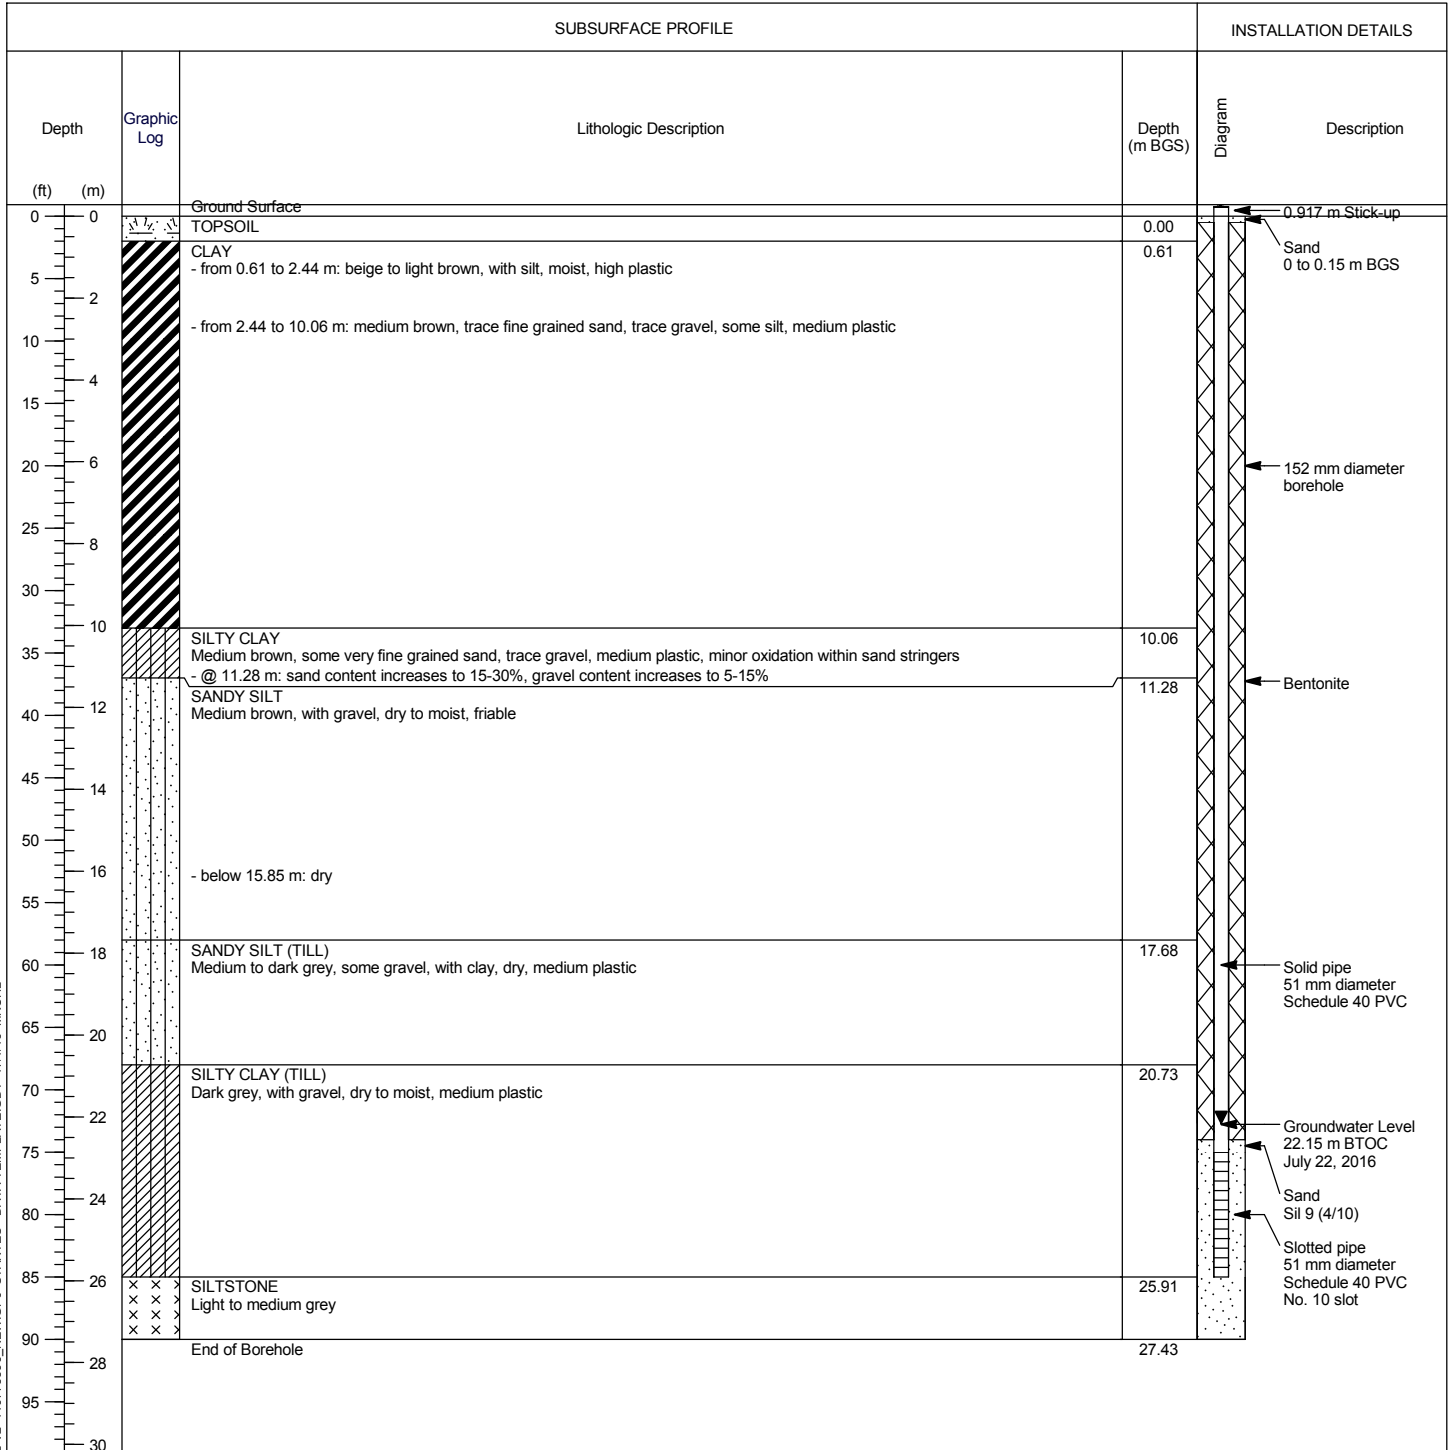 SUBSURFACE PROFILE
INSTALLATION DETAILS
Depth
Graphic
Log
Lithologic Description
Depth
(m BGS)
Diagram
Description
(ft) (m)
Ground Surface
TOPSOIL 0.00
CLAY 0.61
- from 0.61 to 2.44 m: beige to light brown, with silt, moist, high plastic
- from 2.44 to 10.06 m: medium brown, trace fine grained sand, trace gravel, some silt, medium plastic
SILTY CLAY 10.06
Medium brown, some very fine grained sand, trace gravel, medium plastic, minor oxidation within sand stringers
- @ 11.28 m: sand content increases to 15-30%, gravel content increases to 5-15%
SANDY SILT 11.28
Medium brown, with gravel, dry to moist, friable
- below 15.85 m: dry
SANDY SILT (TILL) 17.68
Medium to dark grey, some gravel, with clay, dry, medium plastic
SILTY CLAY (TILL) 20.73
Dark grey, with gravel, dry to moist, medium plastic
SILTSTONE 25.91
Light to medium grey
End of Borehole 27.43
0
5
10
15
20
25
30
35
40
45
50
55
60
65
70
75
80
85
90
95
0
2
4
6
8
10
12
14
16
18
20
22
24
26
28
30
0.917 m Stick-up
Sand
0 to 0.15 m BGS
152 mm diameter
borehole
Bentonite
Solid pipe
51 mm diameter
Schedule 40 PVC
Groundwater Level
22.15 m BTOC
July 22, 2016
Sand
Sil 9 (4/10)
Slotted pipe
51 mm diameter
Schedule 40 PVC
No. 10 slot